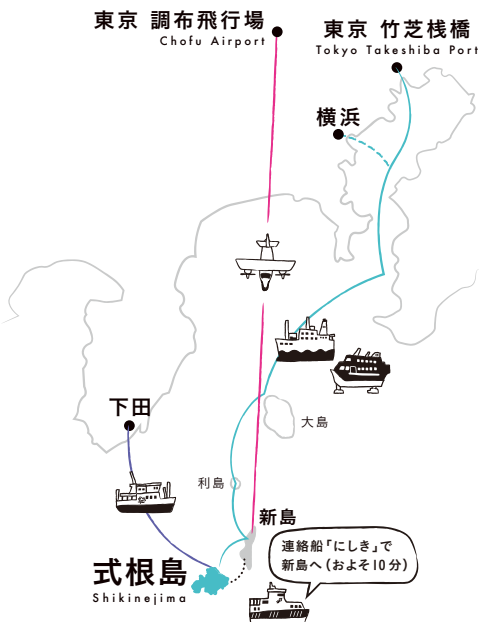 東京 調布飛行場
Chofu Airport
東京 竹芝桟橋
Tokyo Takeshiba Port
横浜
下田
大島
利島
新島
連絡船「にしき」で
新島へ（およそ10分）
式根島
Shikinejima